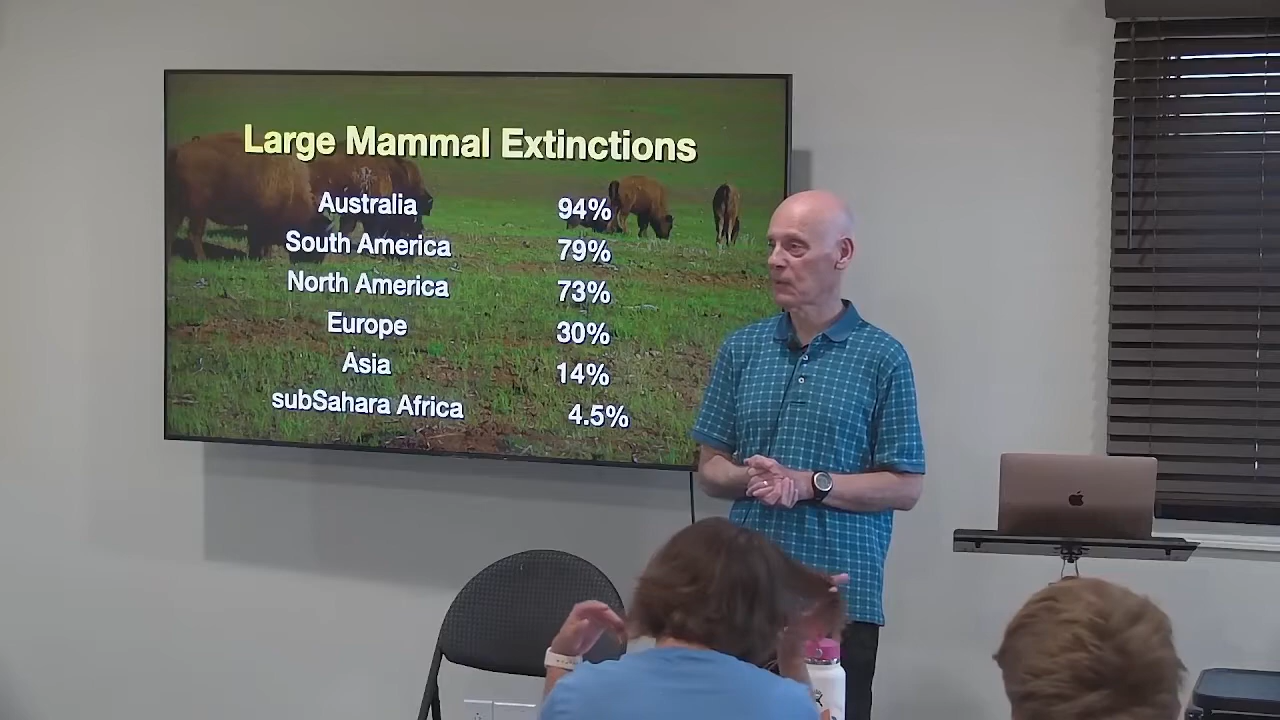 Large Mammal Extinctions
Australia 94%
South America 79%
North America 73%
Europe 30%
Asia 14%
subSahara Africa 4.5%